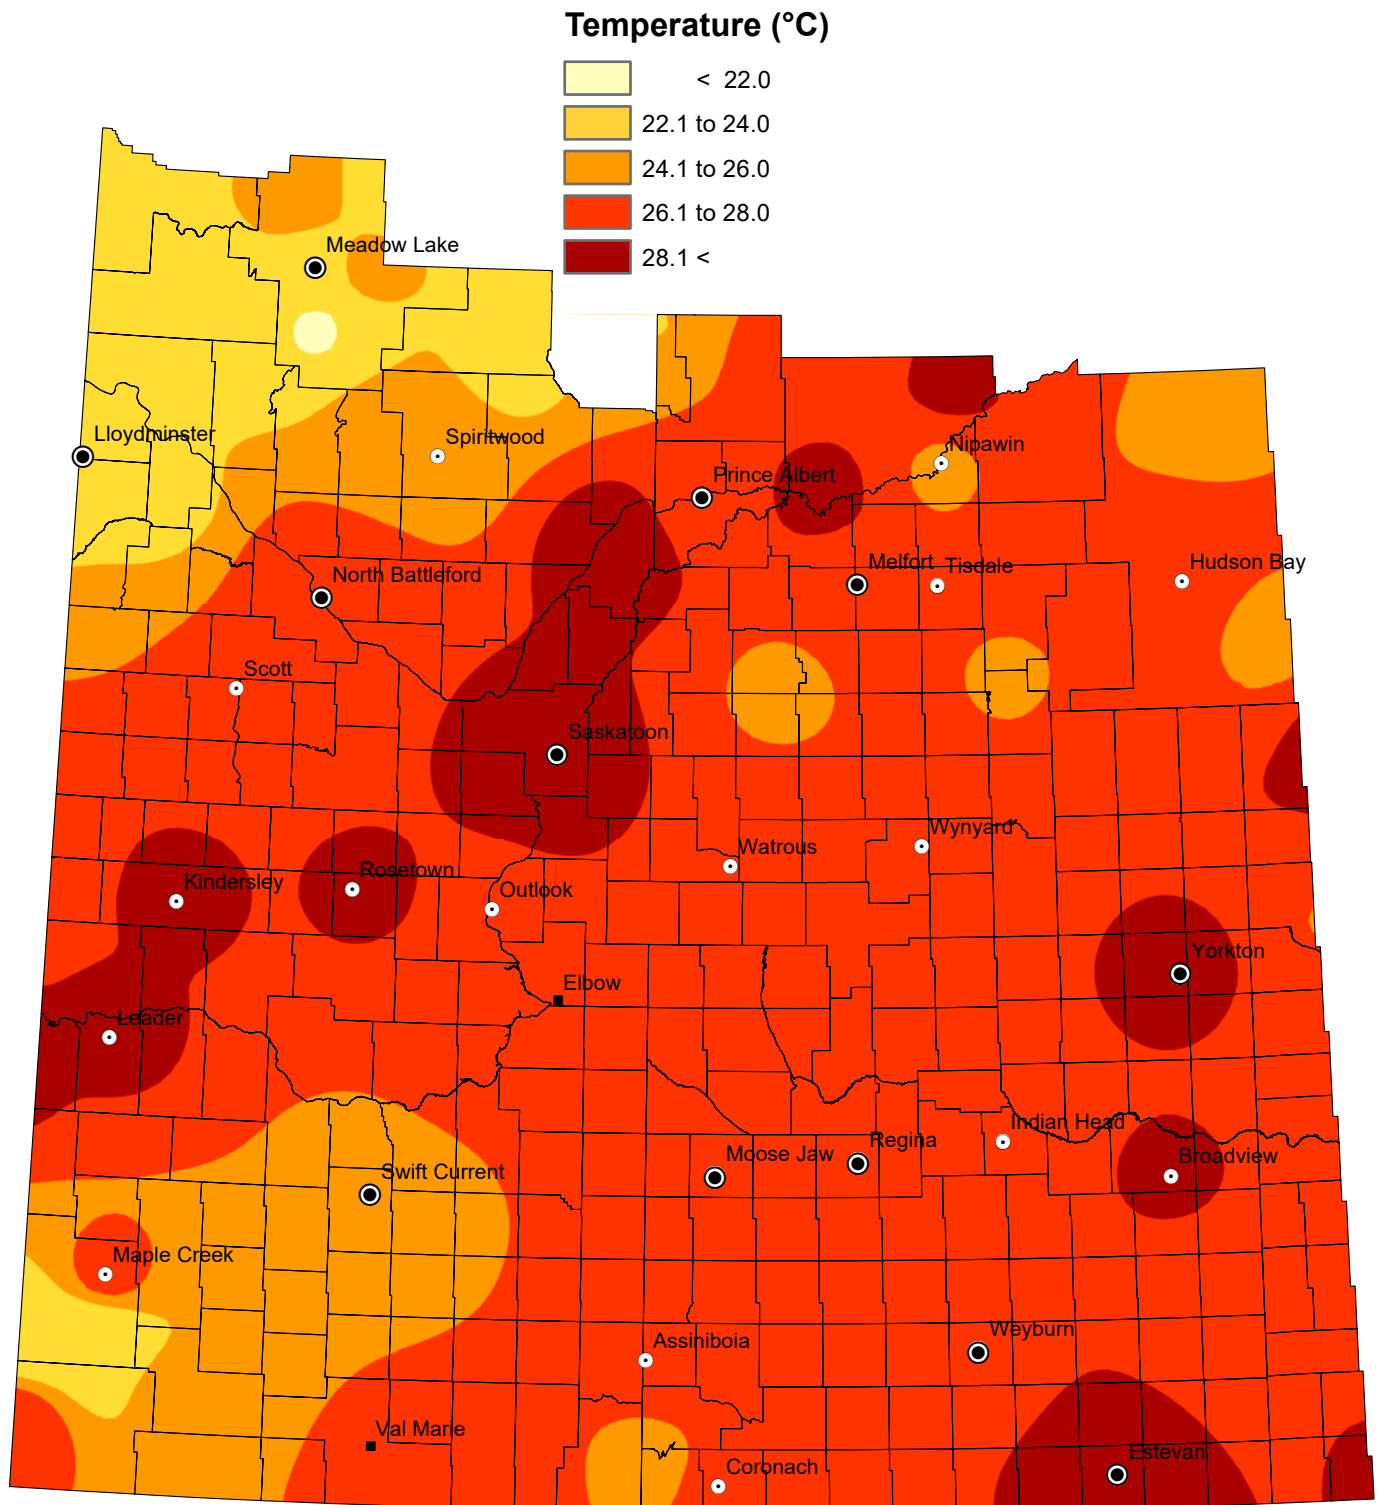 Temperature (°C)
< 22.0
22.1 to 24.0
24.1 to 26.0
26.1 to 28.0
28.1 <
Meadow Lake
Lloydminster
Spiritwood
Nipawin
Prince Albert
Hudson Bay
Melfort
Tisdale
North Battleford
Scott
Saskatoon
Wynyard
Watrous
Rosetown
Kindersley
Outlook
Yorkton
Elbow
Leader
Indian Head
Regina
Moose Jaw
Broadview
Swift Current
Maple Creek
Weyburn
Assiniboia
Val Marie
Estevan
Coronach